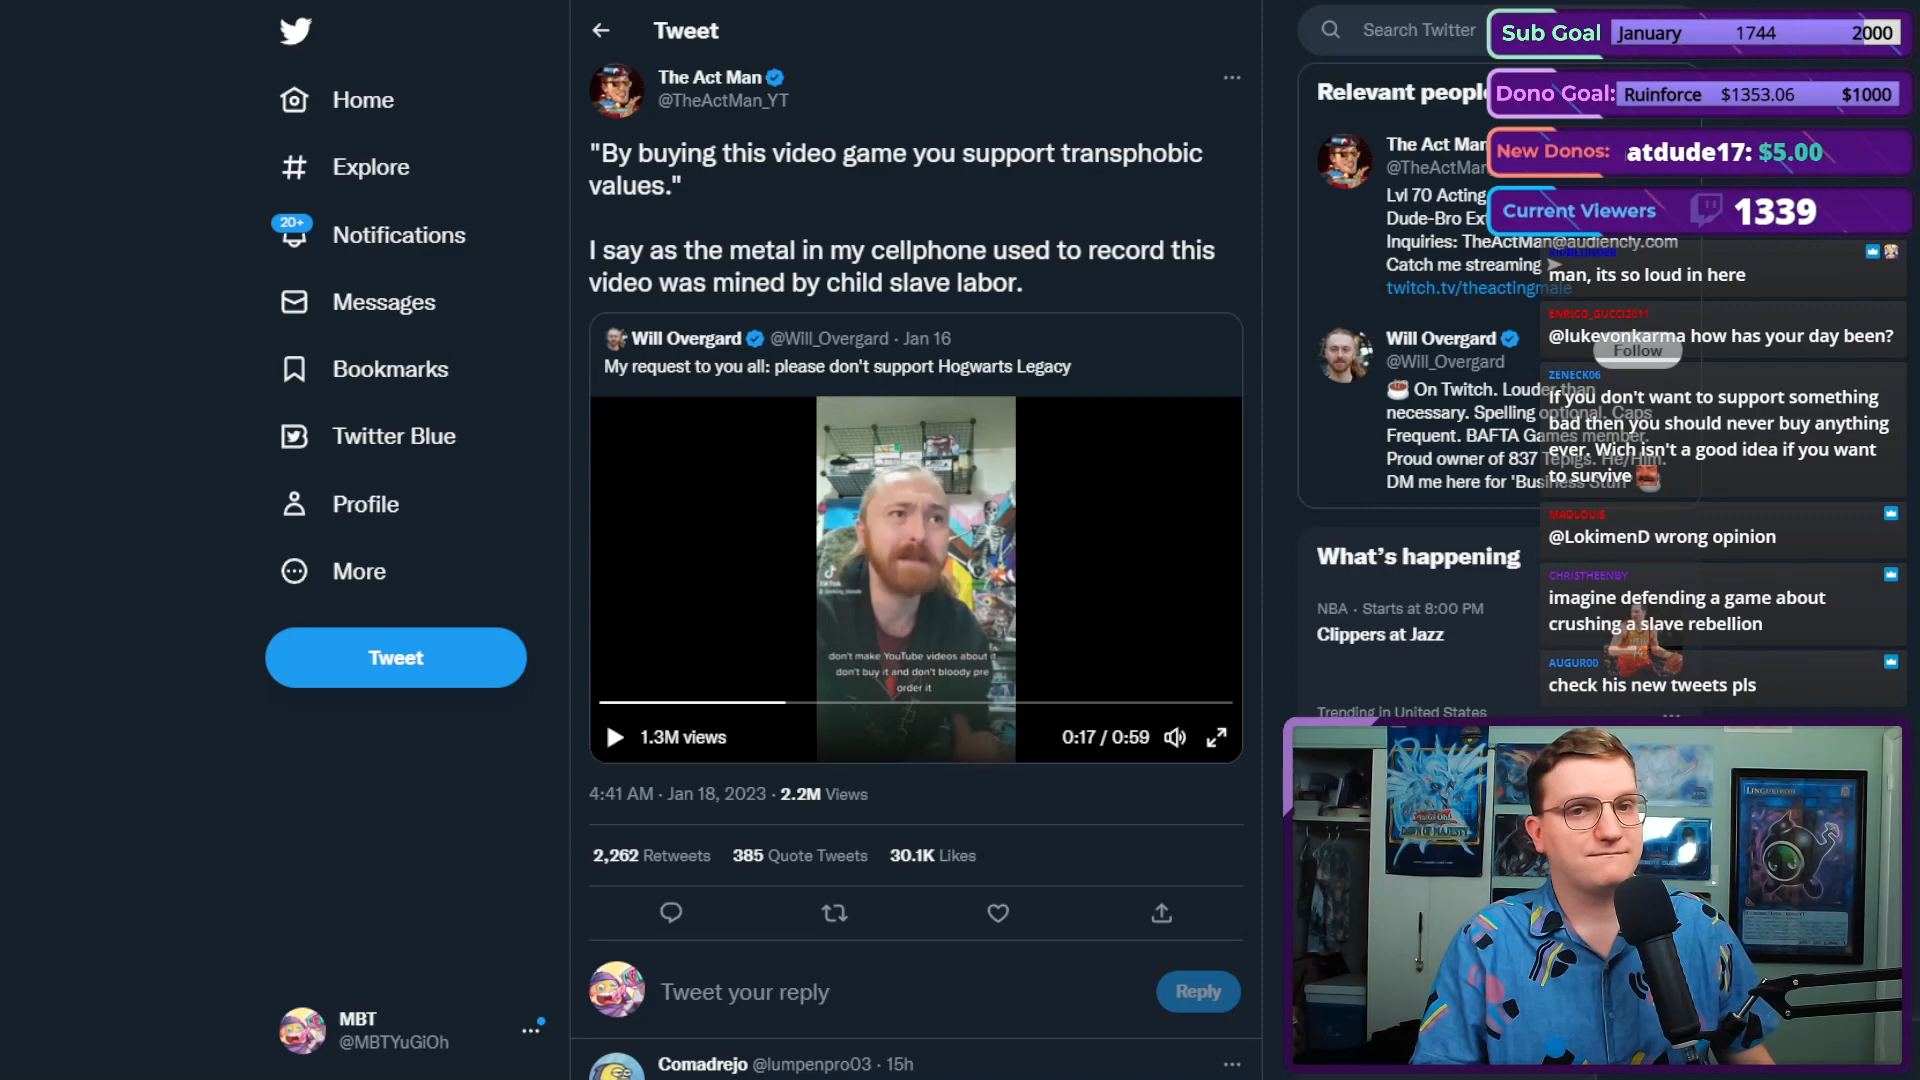 Home
Explore
20+
Notifications
Messages
Bookmarks
Twitter Blue
Profile
More
Tweet
MBT
@MBTYuGiOh
Tweet
The Act Man
@TheActMan_YT
"By buying this video game you support transphobic
values."
I say as the metal in my cellphone used to record this
video was mined by child slave labor.
Will Overgard @Will_Overgard · Jan 16
My request to you all: please don't support Hogwarts Legacy
don't make YouTube videos about it
don't buy it and don't bloody pre
order it
1.3M views
0:17 / 0:59
4:41 AM · Jan 18, 2023 · 2.2M Views
2,262 Retweets 385 Quote Tweets 30.1K Likes
Tweet your reply
Reply
Comadrejo @lumpenpro03 · 15h
Search Twitter
Relevant people
The Act Man
@TheActMan
Lvl 70 Acting
Dude-Bro Ex
Inquiries: TheActMan@audiencly.com
Catch me streaming
twitch.tv/theactingmale
Will Overgard
@Will_Overgard
Follow
On Twitch. Louder than
necessary. Spelling optional. Caps
Frequent. BAFTA Games member.
Proud owner of 837 Tepigs. He/Him.
DM me here for 'Business Stuff'
What's happening
NBA · Starts at 8:00 PM
Clippers at Jazz
Trending in United States
Sub Goal January 1744 2000
Dono Goal: Ruinforce $1353.06 $1000
New Donos: atdude17: $5.00
Current Viewers 1339
man, its so loud in here
ENRICO_GUCCI2011
@lukevonkarma how has your day been?
ZENECK06
If you don't want to support something
bad then you should never buy anything
ever. Wich isn't a good idea if you want
to survive
MADLOUIS
@LokimenD wrong opinion
CHRISTHEENBY
imagine defending a game about
crushing a slave rebellion
AUGUR00
check his new tweets pls
Yu-Gi-Oh!
DAWN OF MAJESTY
LINKURIBOH